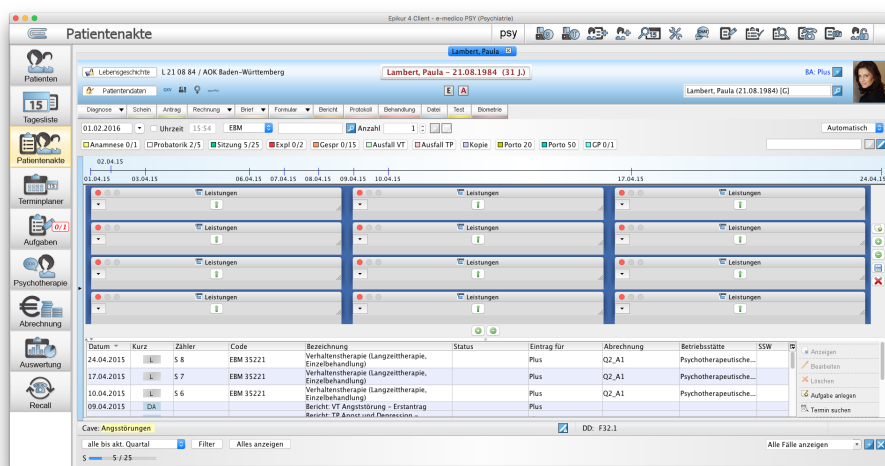 Epikur 4 Client - e-medico PSY (Psychiatrie)
Patientenakte
psy
Lambert, Paula
Lebensgeschichte L 21 08 84 / AOK Baden-Württemberg Lambert, Paula - 21.08.1984 (31 J.) BA: Plus
Patientendaten E A Lambert, Paula (21.08.1984) [G]
Diagnose Schein Antrag Rechnung Brief Formular Bericht Protokoll Behandlung Datei Test Biometrie
01.02.2016 Uhrzeit 15:54 EBM Anzahl 1 Automatisch
Anamnese 0/1 Probatorik 2/5 Sitzung 5/25 Expl 0/2 Gespr 0/15 Ausfall VT Ausfall TP Kopie Porto 20 Porto 50 GP 0/1
02.04.15
01.04.15 03.04.15 06.04.15 07.04.15 08.04.15 09.04.15 10.04.15 17.04.15 24.04.15
Leistungen Leistungen Leistungen
Leistungen Leistungen Leistungen
Leistungen Leistungen Leistungen
Leistungen Leistungen Leistungen
Patienten
15
Tagesliste
Patientenakte
Terminplaner
0/1
Aufgaben
Psychotherapie
Abrechnung
Auswertung
Recall
Datum Kurz Zähler Code Bezeichnung Status Eintrag für Abrechnung Betriebsstätte SSW
24.04.2015 L S 8 EBM 35221 Verhaltenstherapie (Langzeittherapie, Einzelbehandlung) Plus Q2_A1 Psychotherapeutische...
17.04.2015 L S 7 EBM 35221 Verhaltenstherapie (Langzeittherapie, Einzelbehandlung) Plus Q2_A1 Psychotherapeutische...
10.04.2015 L S 6 EBM 35221 Verhaltenstherapie (Langzeittherapie, Einzelbehandlung) Plus Q2_A1 Psychotherapeutische...
09.04.2015 DA Bericht: VT Angststörung - Erstantrag Plus
Bericht: TP Angst und Depression -
Anzeigen
Bearbeiten
Löschen
Aufgabe anlegen
Termin suchen
Cave: Angsstörungen DD: F32.1
alle bis akt. Quartal Filter Alles anzeigen Alle Fälle anzeigen
S 5 / 25